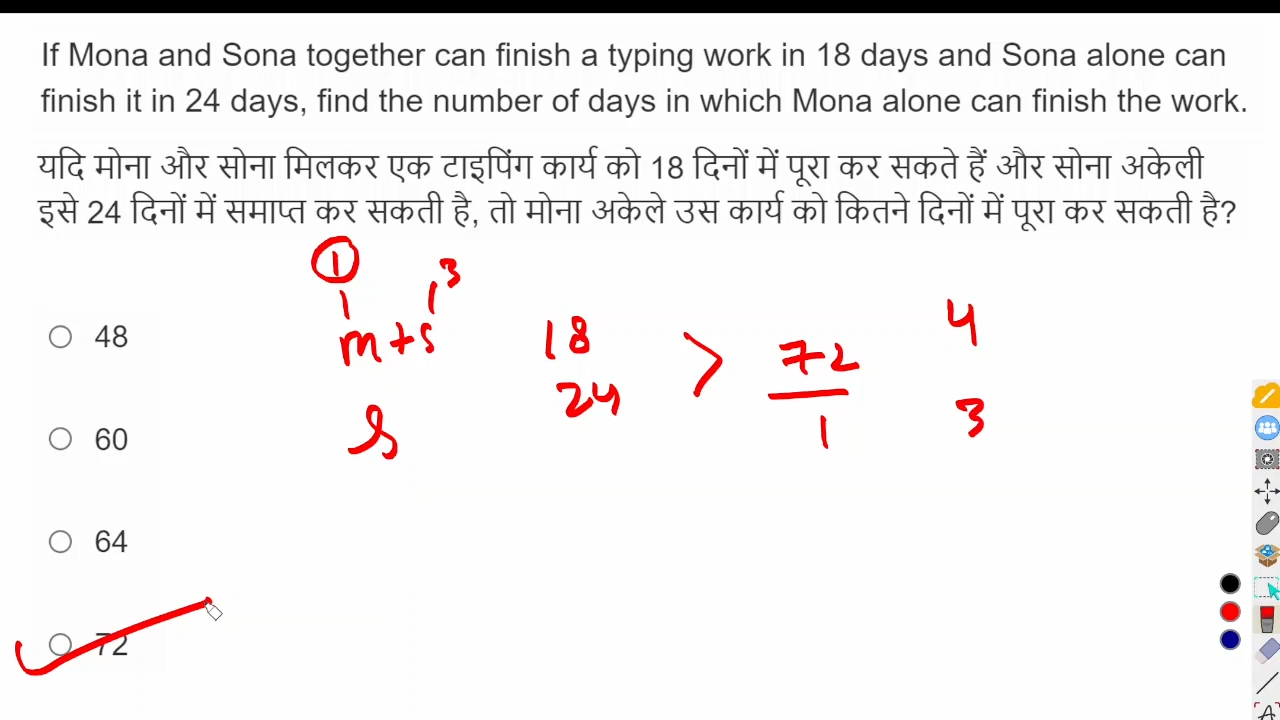 If Mona and Sona together can finish a typing work in 18 days and Sona alone can
finish it in 24 days, find the number of days in which Mona alone can finish the work.
यदि मोना और सोना मिलकर एक टाइपिंग कार्य को 18 दिनों में पूरा कर सकते हैं और सोना अकेली
इसे 24 दिनों में समाप्त कर सकती है, तो मोना अकेले उस कार्य को कितने दिनों में पूरा कर सकती है?
1 3
m+s 18 > 72 4
S 24 1 3
48
60
64
72